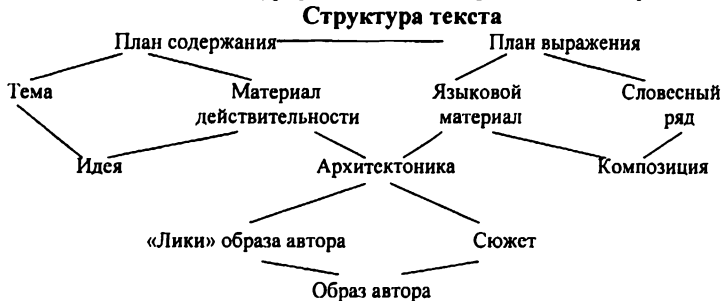 Структура текста
План содержания План выражения
Тема Материал Языковой Словесный
действительности материал ряд
Идея Архитектоника Композиция
«Лики» образа автора Сюжет
Образ автора